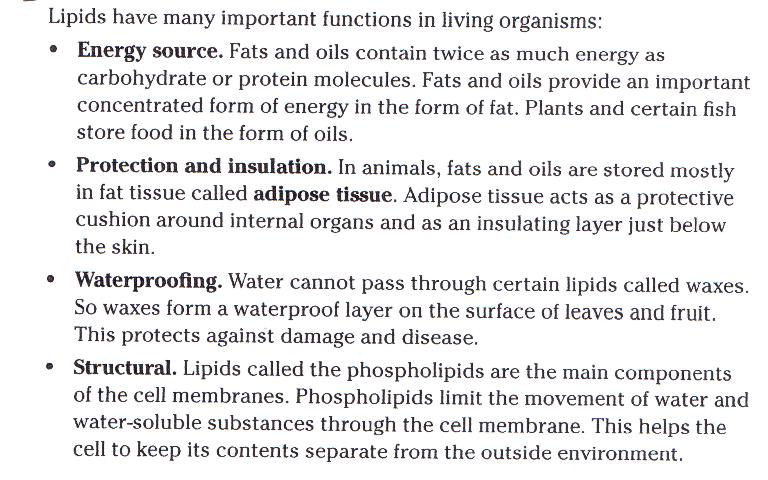 Lipids have many important functions in living organisms:
• Energy source. Fats and oils contain twice as much energy as
carbohydrate or protein molecules. Fats and oils provide an important
concentrated form of energy in the form of fat. Plants and certain fish
store food in the form of oils.
• Protection and insulation. In animals, fats and oils are stored mostly
in fat tissue called adipose tissue. Adipose tissue acts as a protective
cushion around internal organs and as an insulating layer just below
the skin.
• Waterproofing. Water cannot pass through certain lipids called waxes.
So waxes form a waterproof layer on the surface of leaves and fruit.
This protects against damage and disease.
• Structural. Lipids called the phospholipids are the main components
of the cell membranes. Phospholipids limit the movement of water and
water-soluble substances through the cell membrane. This helps the
cell to keep its contents separate from the outside environment.